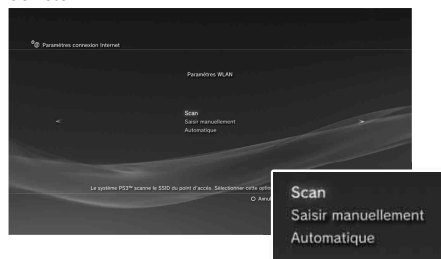 Paramètres connexion Internet
Paramètres WLAN
Scan
Saisir manuellement
Automatique
Le système PS3™ scanne le SSID du point d'accès. Sélectionner cette
Scan
Saisir manuellement
Automatique